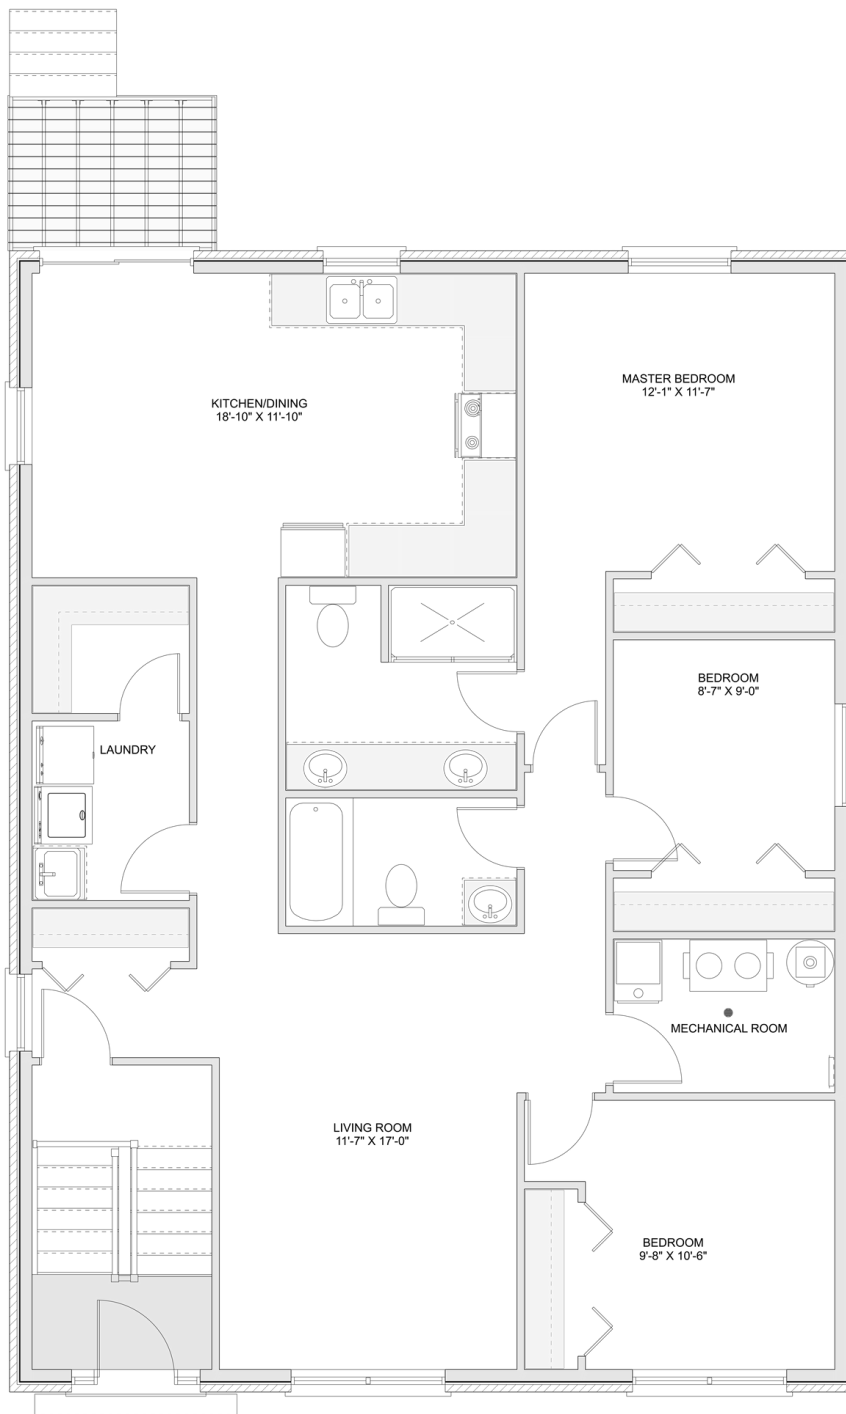 MASTER BEDROOM
12'-1" X 11'-7"
KITCHEN/DINING
18'-10" X 11'-10"
BEDROOM
8'-7" X 9'-0"
LAUNDRY
MECHANICAL ROOM
LIVING ROOM
11'-7" X 17'-0"
BEDROOM
9'-8" X 10'-6"